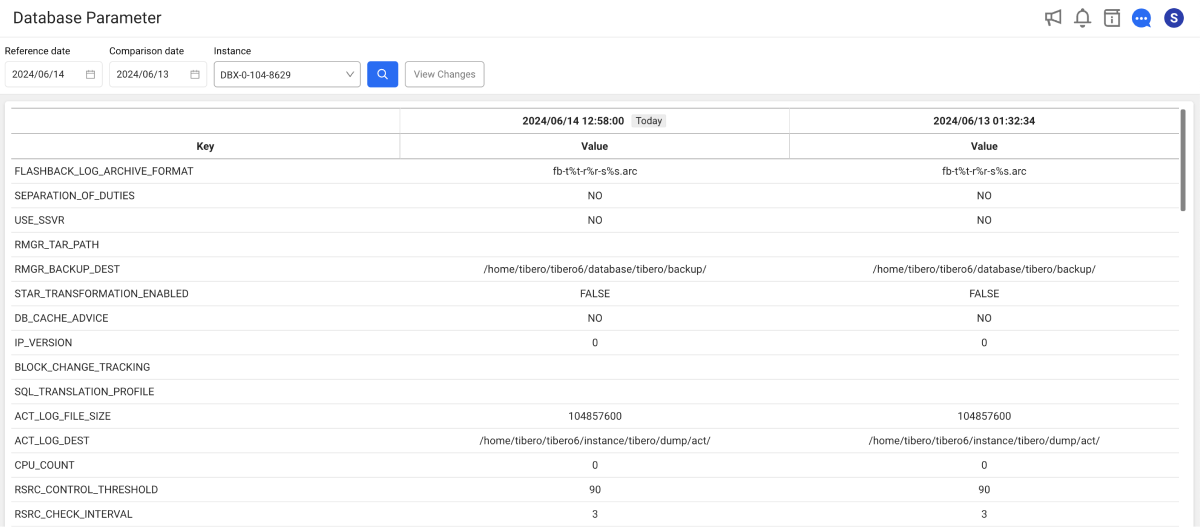 Database Parameter
S
Reference date Comparison date Instance
2024/06/14 2024/06/13 DBX-0-104-8629 View Changes
2024/06/14 12:58:00 Today 2024/06/13 01:32:34
Key Value Value
FLASHBACK_LOG_ARCHIVE_FORMAT fb-t%t-r%r-s%s.arc fb-t%t-r%r-s%s.arc
SEPARATION_OF_DUTIES NO NO
USE_SSVR NO NO
RMGR_TAR_PATH
RMGR_BACKUP_DEST /home/tibero/tibero6/database/tibero/backup/ /home/tibero/tibero6/database/tibero/backup/
STAR_TRANSFORMATION_ENABLED FALSE FALSE
DB_CACHE_ADVICE NO NO
IP_VERSION 0 0
BLOCK_CHANGE_TRACKING
SQL_TRANSLATION_PROFILE
ACT_LOG_FILE_SIZE 104857600 104857600
ACT_LOG_DEST /home/tibero/tibero6/instance/tibero/dump/act/ /home/tibero/tibero6/instance/tibero/dump/act/
CPU_COUNT 0 0
RSRC_CONTROL_THRESHOLD 90 90
RSRC_CHECK_INTERVAL 3 3